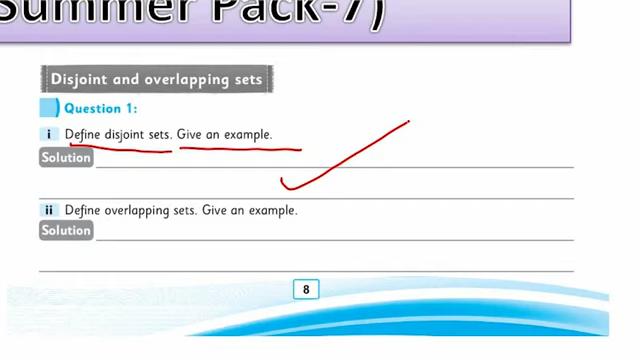 Summer Pack-7)
Disjoint and overlapping sets
Question 1:
i Define disjoint sets. Give an example.
Solution
ii Define overlapping sets. Give an example.
Solution
8